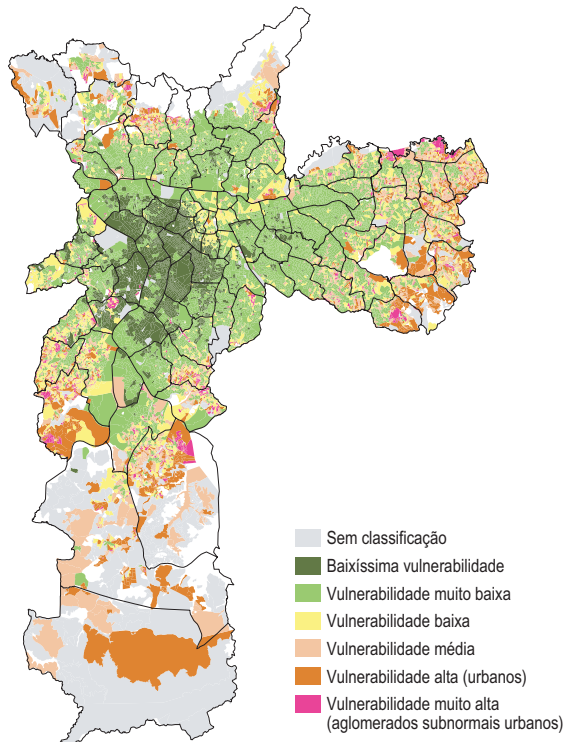 Sem classificação
Baixíssima vulnerabilidade
Vulnerabilidade muito baixa
Vulnerabilidade baixa
Vulnerabilidade média
Vulnerabilidade alta (urbanos)
Vulnerabilidade muito alta
(aglomerados subnormais urbanos)